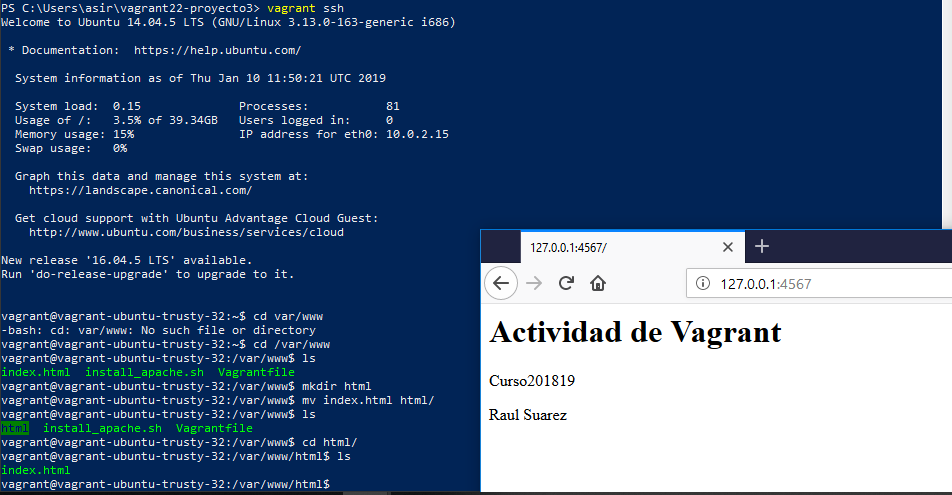 PS C:\Users\asir\vagrant22-proyecto3> vagrant ssh
Welcome to Ubuntu 14.04.5 LTS (GNU/Linux 3.13.0-163-generic i686)
* Documentation:  https://help.ubuntu.com/
System information as of Thu Jan 10 11:50:21 UTC 2019
System load:  0.15               Processes:           81
Usage of /:   3.5% of 39.34GB   Users logged in:     0
Memory usage: 15%               IP address for eth0: 10.0.2.15
Swap usage:   0%
Graph this data and manage this system at:
https://landscape.canonical.com/
Get cloud support with Ubuntu Advantage Cloud Guest:
http://www.ubuntu.com/business/services/cloud
New release '16.04.5 LTS' available.
Run 'do-release-upgrade' to upgrade to it.
vagrant@vagrant-ubuntu-trusty-32:~$ cd var/www
-bash: cd: var/www: No such file or directory
vagrant@vagrant-ubuntu-trusty-32:~$ cd /var/www
vagrant@vagrant-ubuntu-trusty-32:/var/www$ ls
index.html  install_apache.sh  Vagrantfile
vagrant@vagrant-ubuntu-trusty-32:/var/www$ mkdir html
vagrant@vagrant-ubuntu-trusty-32:/var/www$ mv index.html html/
vagrant@vagrant-ubuntu-trusty-32:/var/www$ ls
html  install_apache.sh  Vagrantfile
vagrant@vagrant-ubuntu-trusty-32:/var/www$ cd html/
vagrant@vagrant-ubuntu-trusty-32:/var/www/html$ ls
index.html
vagrant@vagrant-ubuntu-trusty-32:/var/www/html$
127.0.0.1:4567/
127.0.0.1:4567
Actividad de Vagrant
Curso201819
Raul Suarez